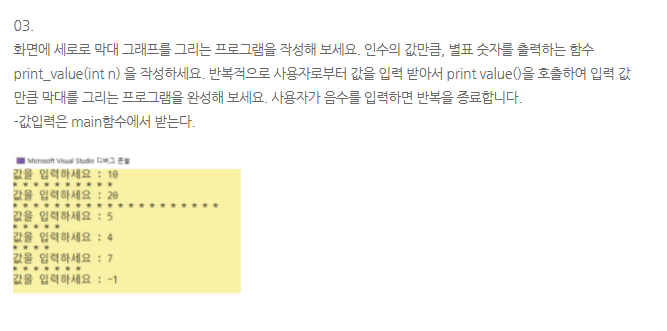 03.
화면에 세로로 막대 그래프를 그리는 프로그램을 작성해 보세요. 인수의 값만큼, 별표 숫자를 출력하는 함수
print_value(int n) 을 작성하세요. 반복적으로 사용자로부터 값을 입력 받아서 print value()을 호출하여 입력 값
만큼 막대를 그리는 프로그램을 완성해 보세요. 사용자가 음수를 입력하면 반복을 종료합니다.
-값입력은 main함수에서 받는다.
Microsoft Visual Studio 디버그 콘솔
값을 입력하세요 : 10
* * * * * * * * * *
값을 입력하세요 : 20
* * * * * * * * * * * * * * * * * * * *
값을 입력하세요 : 5
* * * * *
값을 입력하세요 : 4
* * * *
값을 입력하세요 : 7
* * * * * * *
값을 입력하세요 : -1